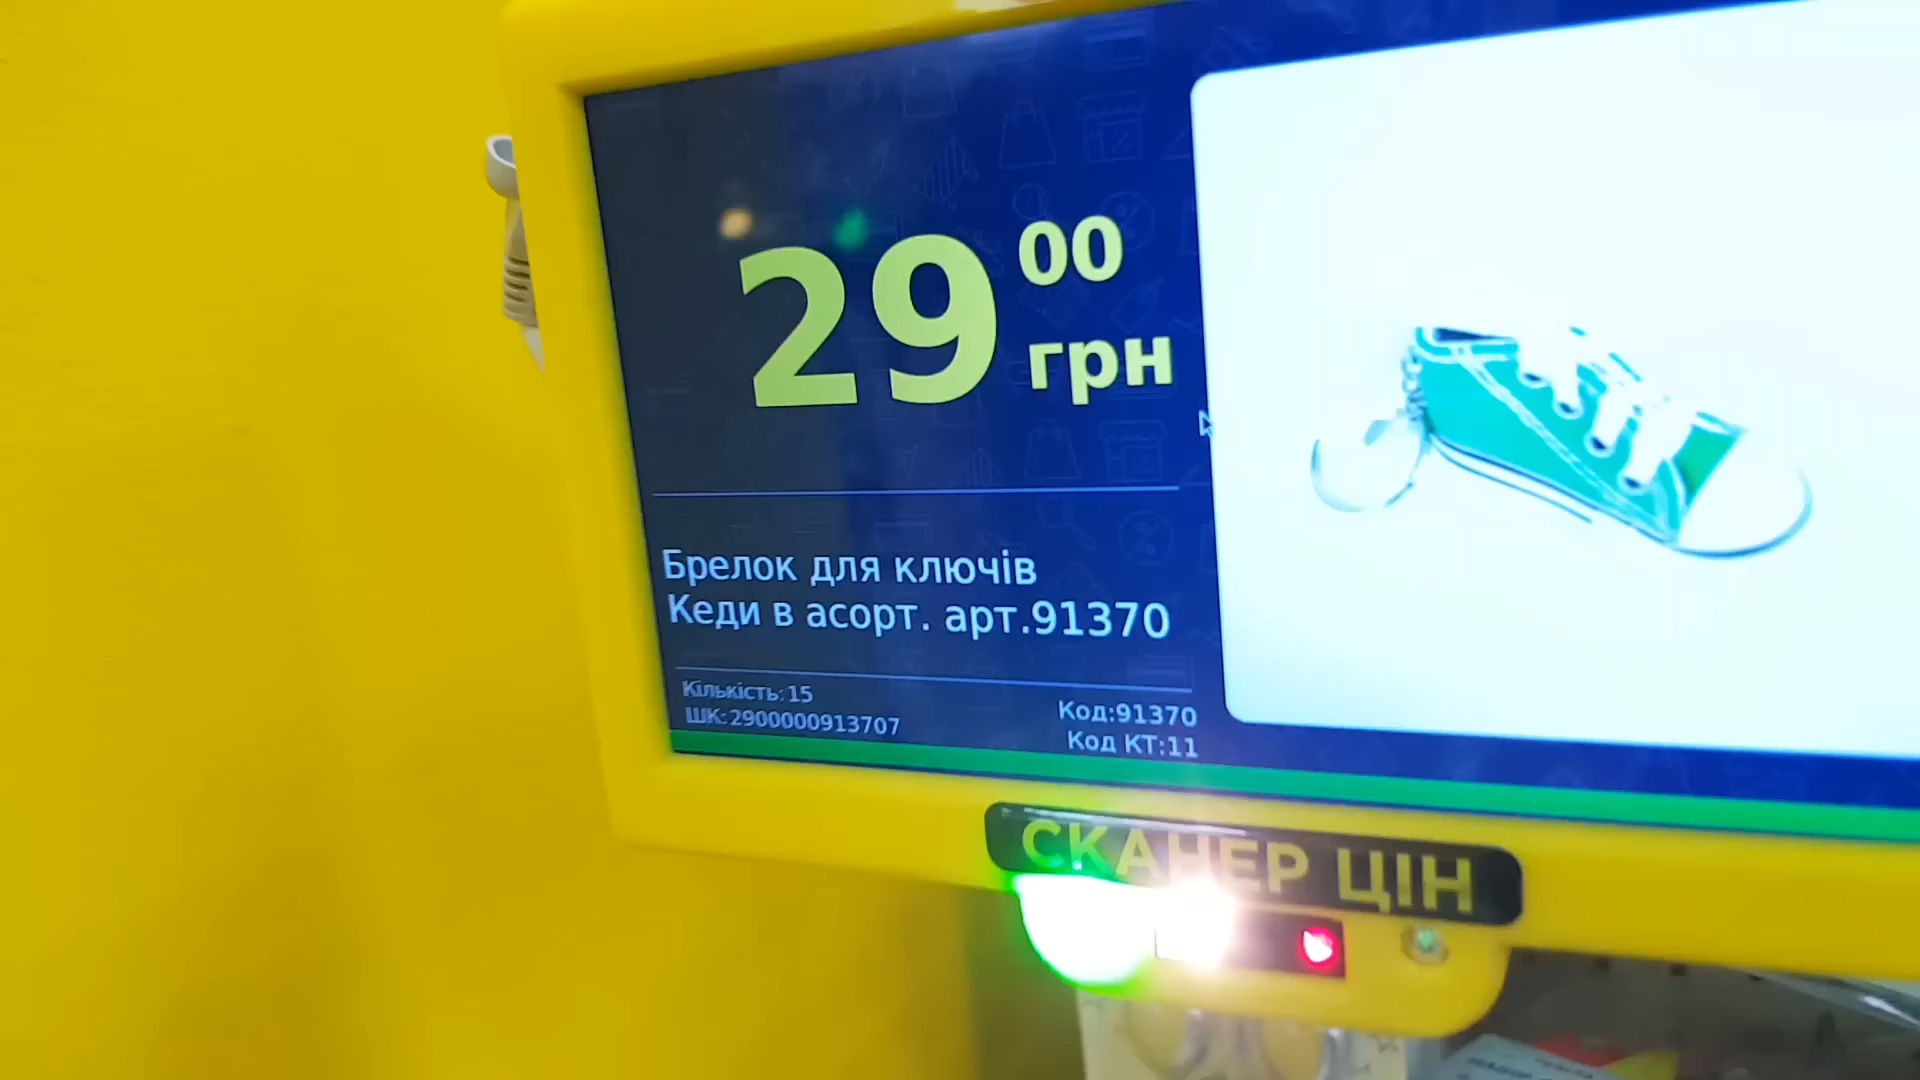 29 00
грн
Брелок для ключів
Кеди в асорт. арт.91370
Кількість: 15
ШК: 2900000913707
Код:91370
Код КТ:11
СКАНЕР ЦІН